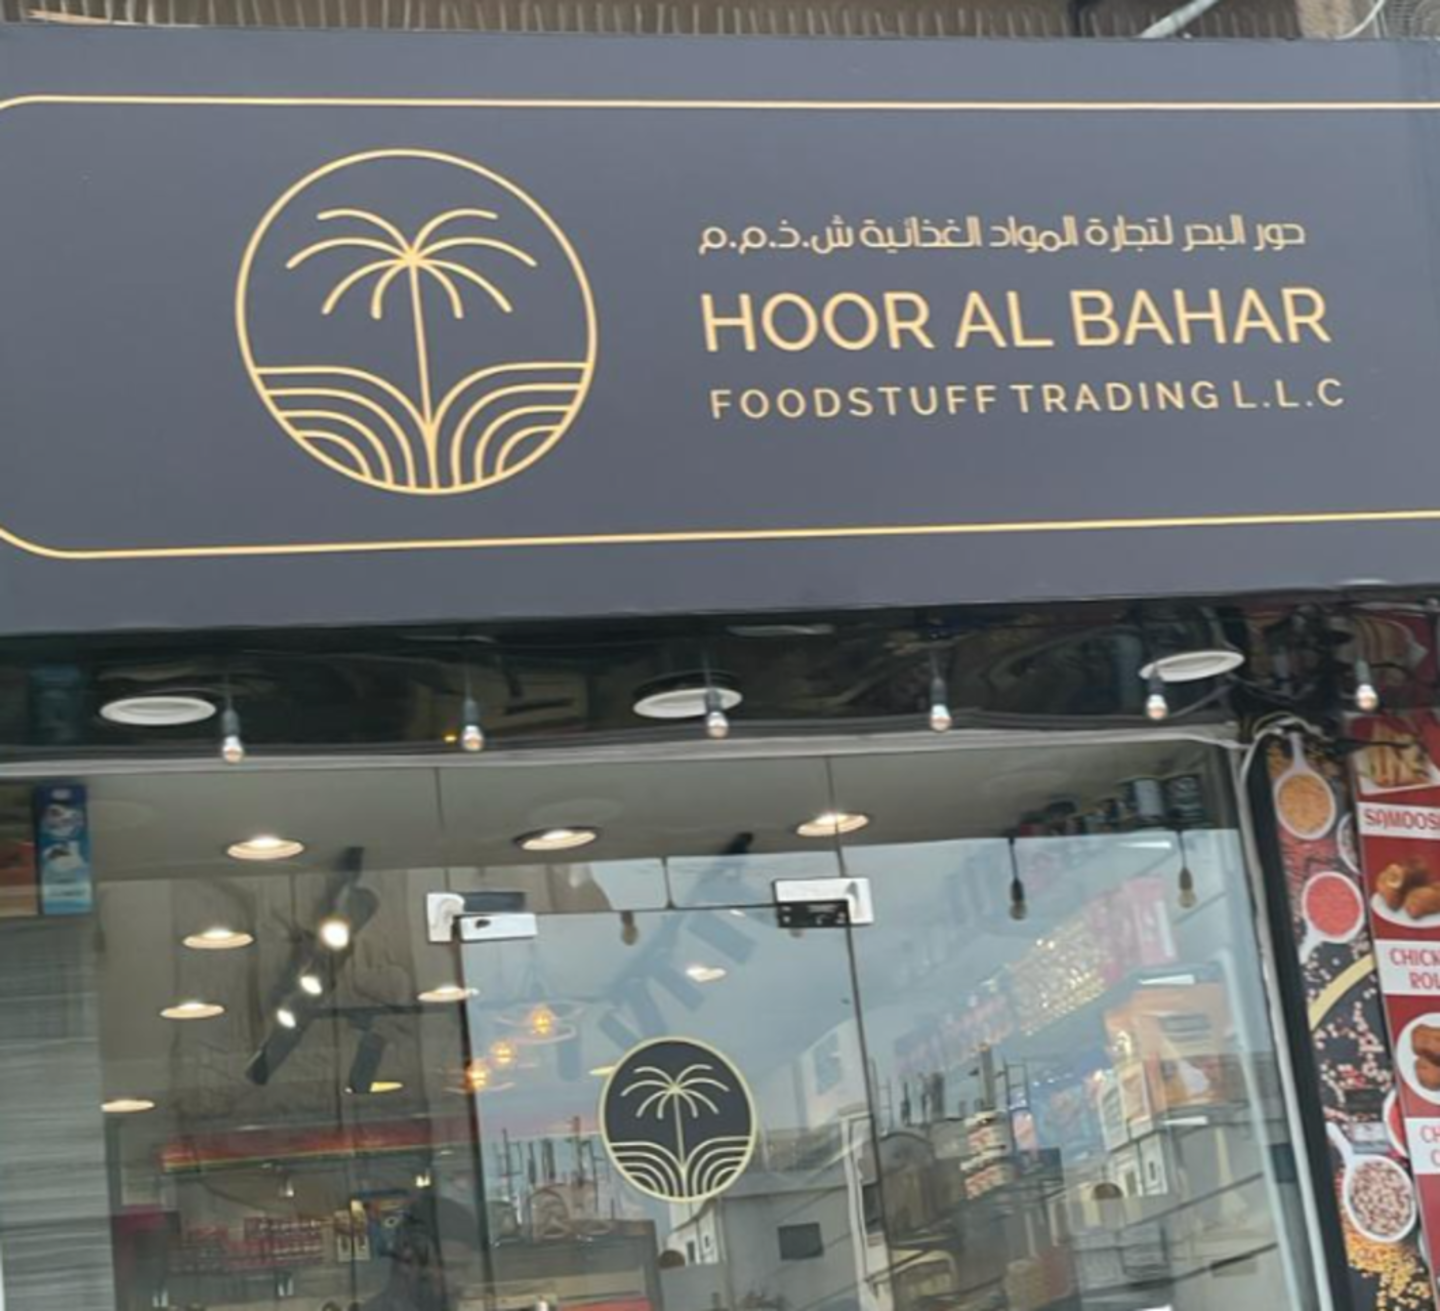 حور البحر لتجارة المواد الغذائية ش.ذ.م.م
HOOR AL BAHAR
FOODSTUFF TRADING L.L.C